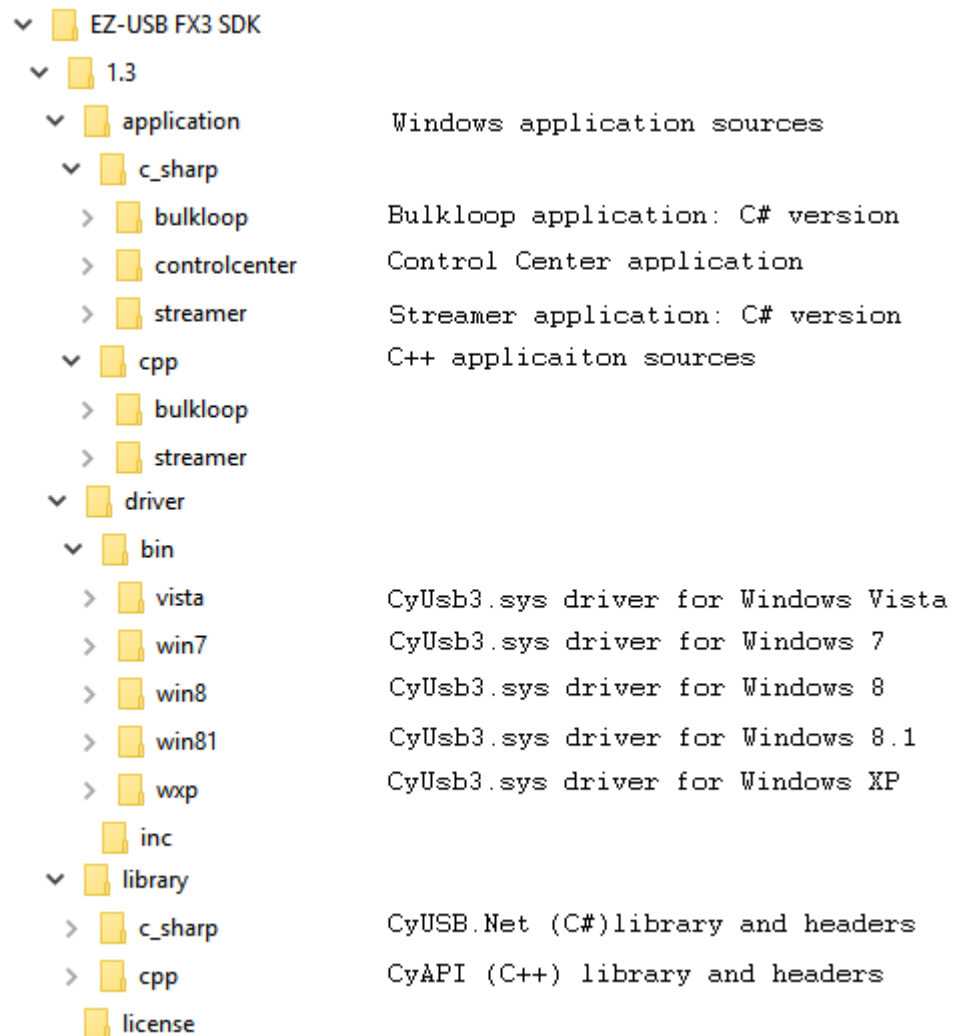 EZ-USB FX3 SDK
1.3
application Windows application sources
c_sharp
bulkloop Bulkloop application: C# version
controlcenter Control Center application
streamer Streamer application: C# version
cpp C++ applicaiton sources
bulkloop
streamer
driver
bin
vista CyUsb3.sys driver for Windows Vista
win7 CyUsb3.sys driver for Windows 7
win8 CyUsb3.sys driver for Windows 8
win81 CyUsb3.sys driver for Windows 8.1
wxp CyUsb3.sys driver for Windows XP
inc
library
c_sharp CyUSB.Net (C#)library and headers
cpp CyAPI (C++) library and headers
license